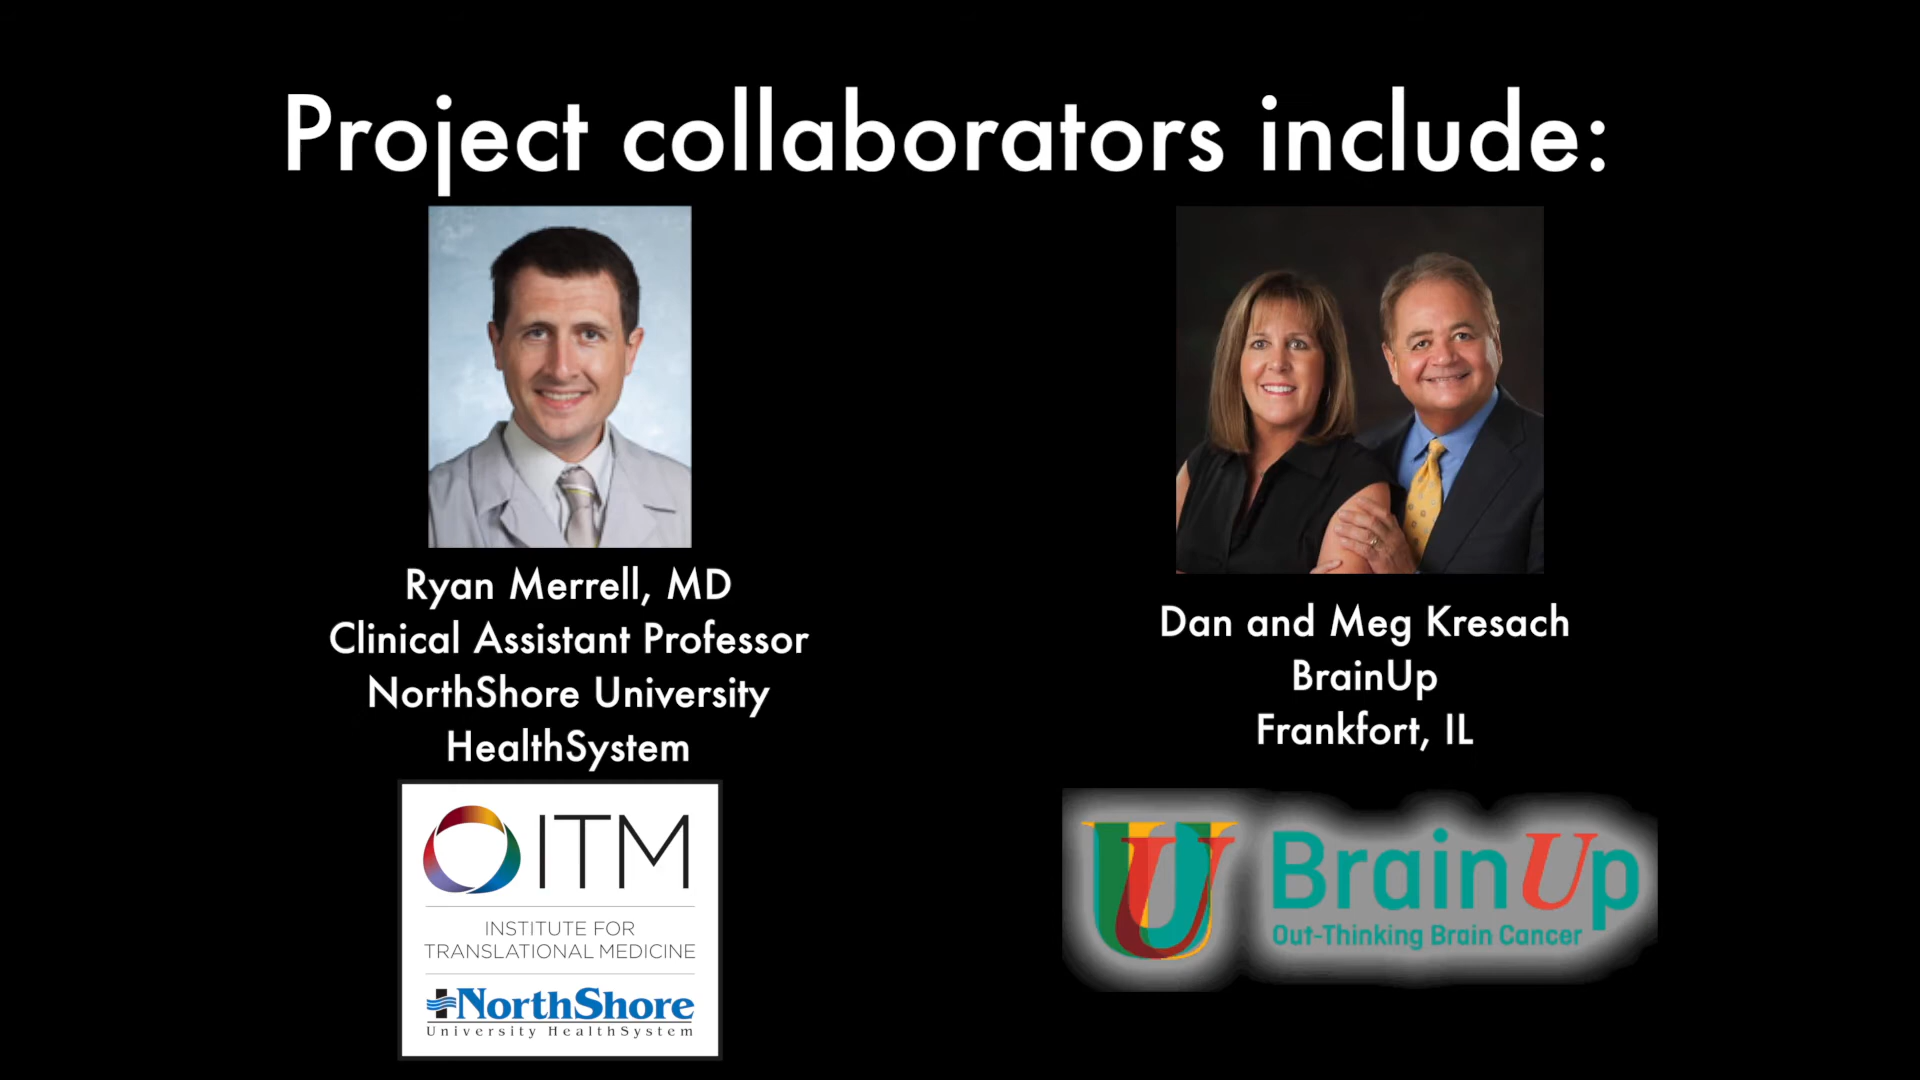 Project collaborators include:
Ryan Merrell, MD
Clinical Assistant Professor
NorthShore University
HealthSystem
ITM
INSTITUTE FOR
TRANSLATIONAL MEDICINE
NorthShore
University HealthSystem
Dan and Meg Kresach
BrainUp
Frankfort, IL
BrainUp
Out-Thinking Brain Cancer